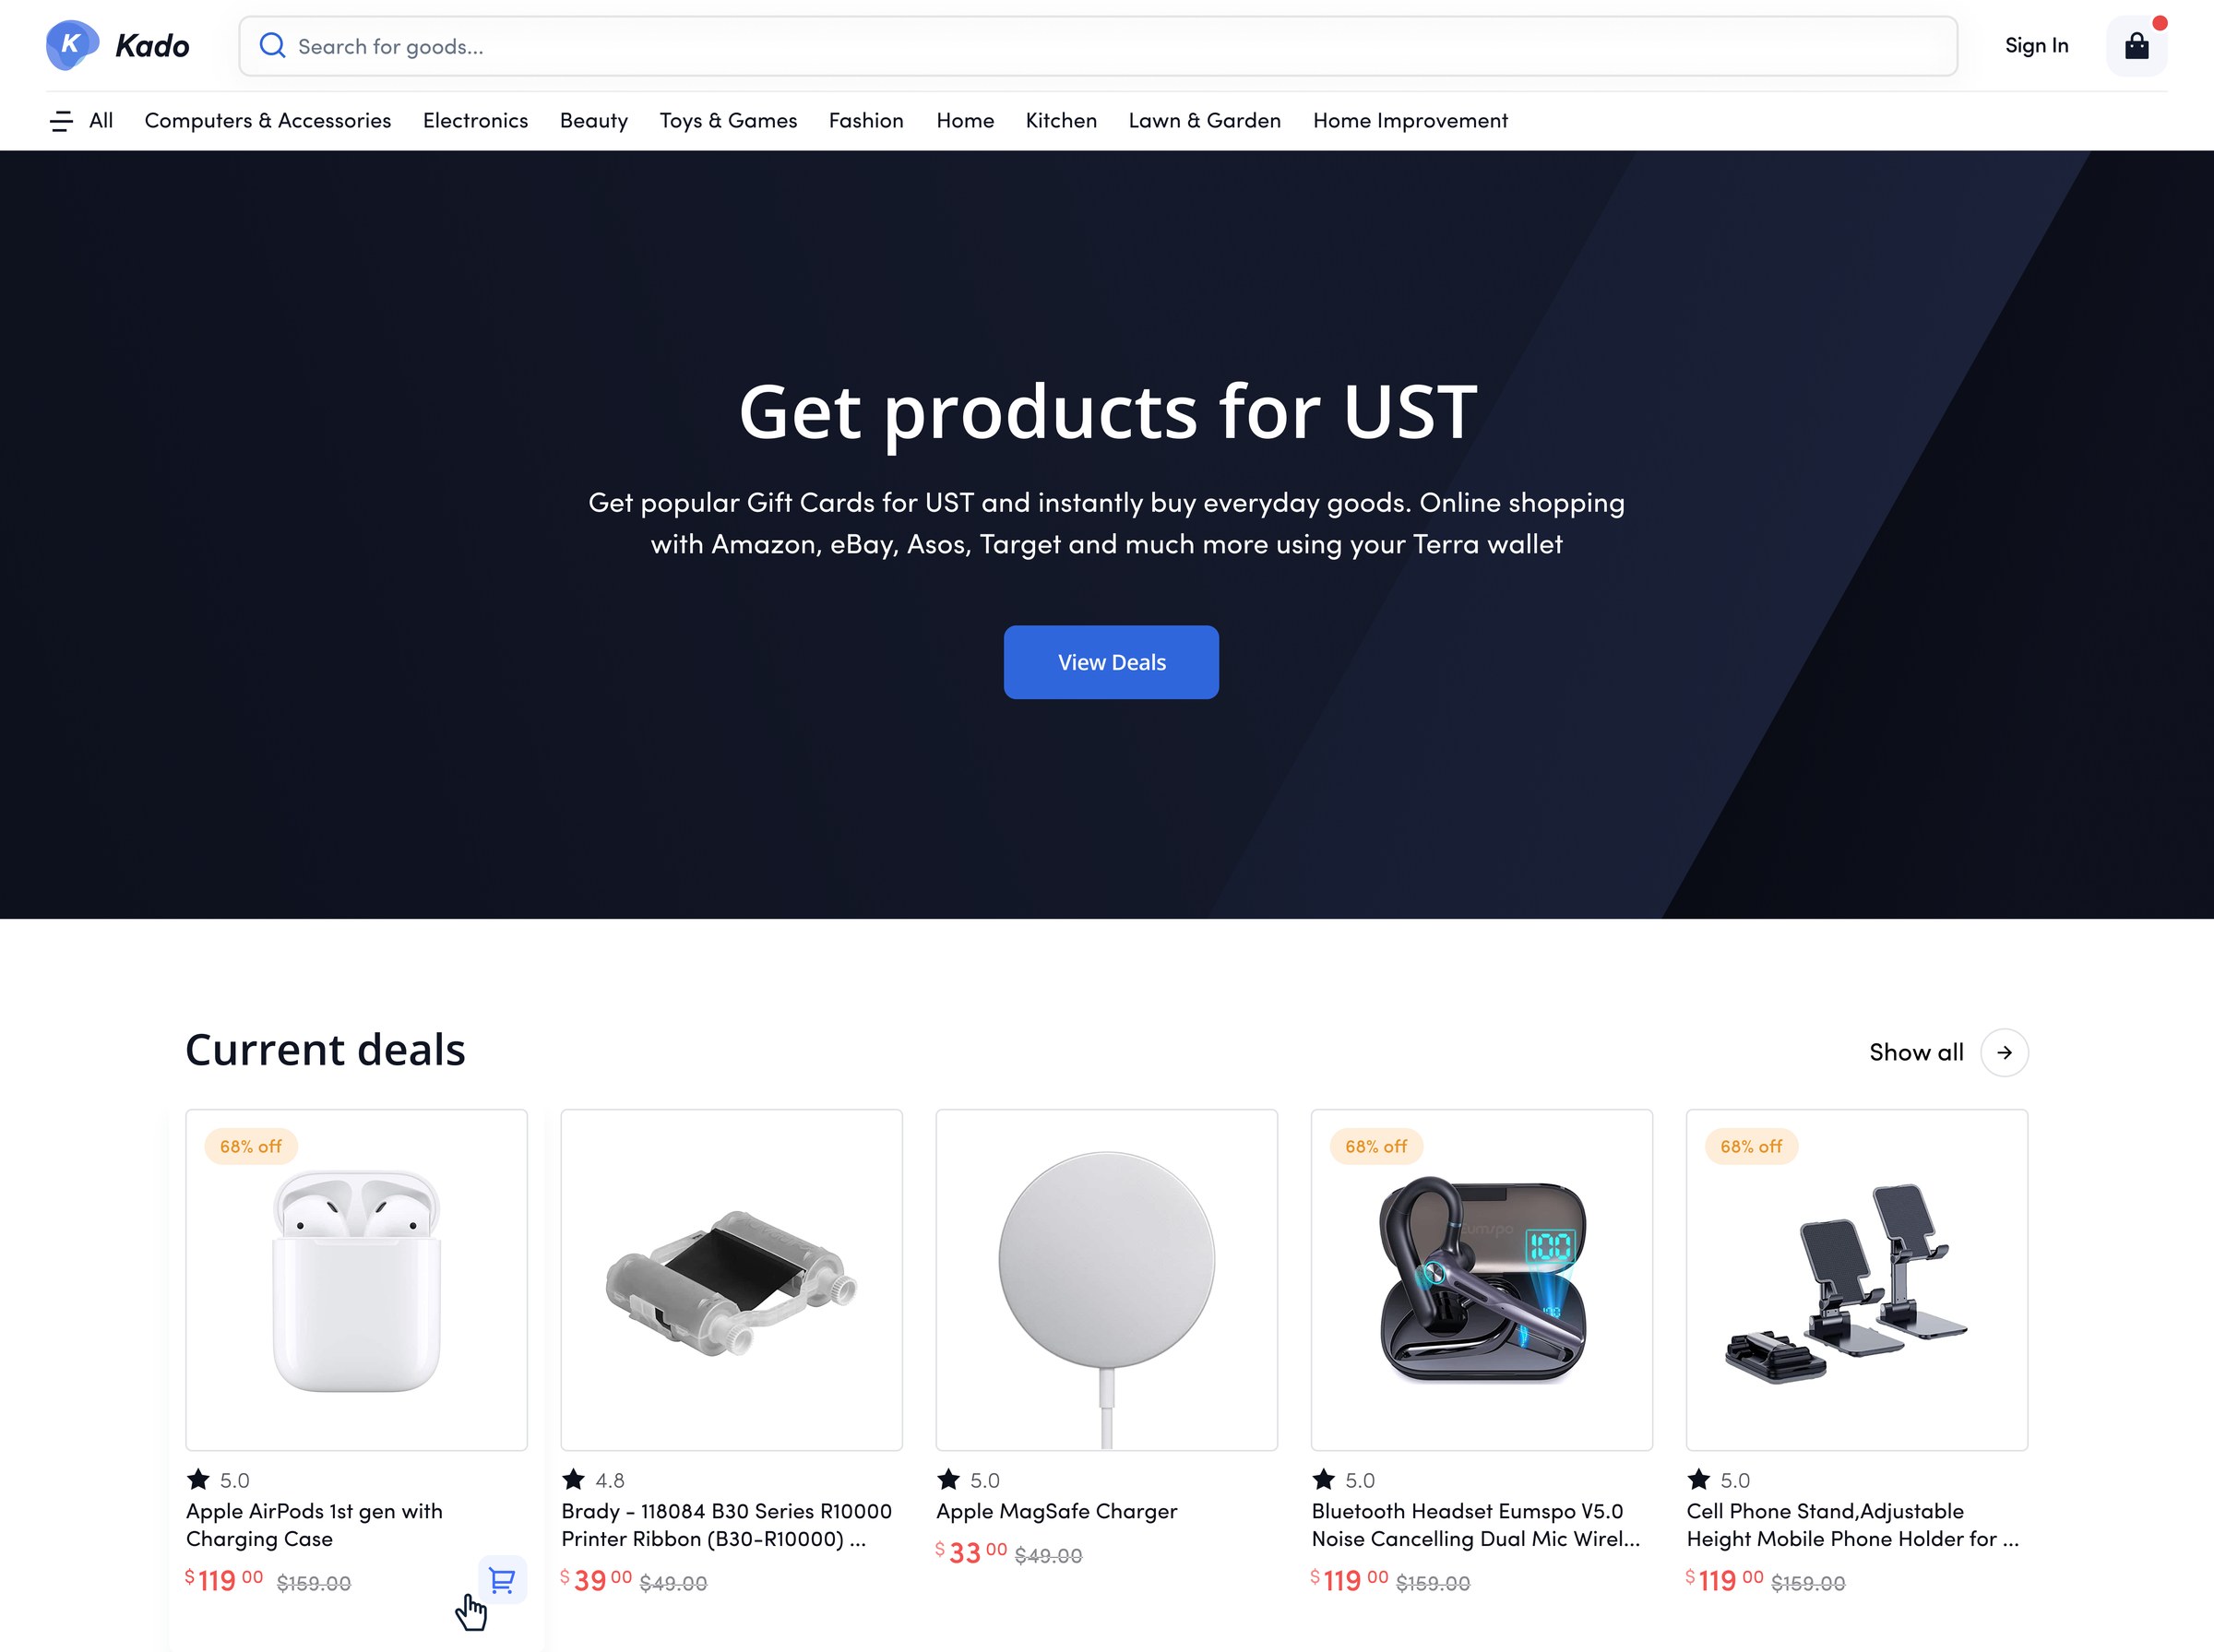 K Kado
Search for goods...
Sign In
All Computers & Accessories Electronics Beauty Toys & Games Fashion Home Kitchen Lawn & Garden Home Improvement
Get products for UST
Get popular Gift Cards for UST and instantly buy everyday goods. Online shopping
with Amazon, eBay, Asos, Target and much more using your Terra wallet
View Deals
Current deals
Show all
68% off
5.0
Apple AirPods 1st gen with
Charging Case
$119 00 $159.00
4.8
Brady - 118084 B30 Series R10000
Printer Ribbon (B30-R10000) ...
$39 00 $49.00
5.0
Apple MagSafe Charger
$33 00 $49.00
68% off
Eumspo
100
100
5.0
Bluetooth Headset Eumspo V5.0
Noise Cancelling Dual Mic Wirel...
$119 00 $159.00
68% off
5.0
Cell Phone Stand,Adjustable
Height Mobile Phone Holder for ...
$119 00 $159.00